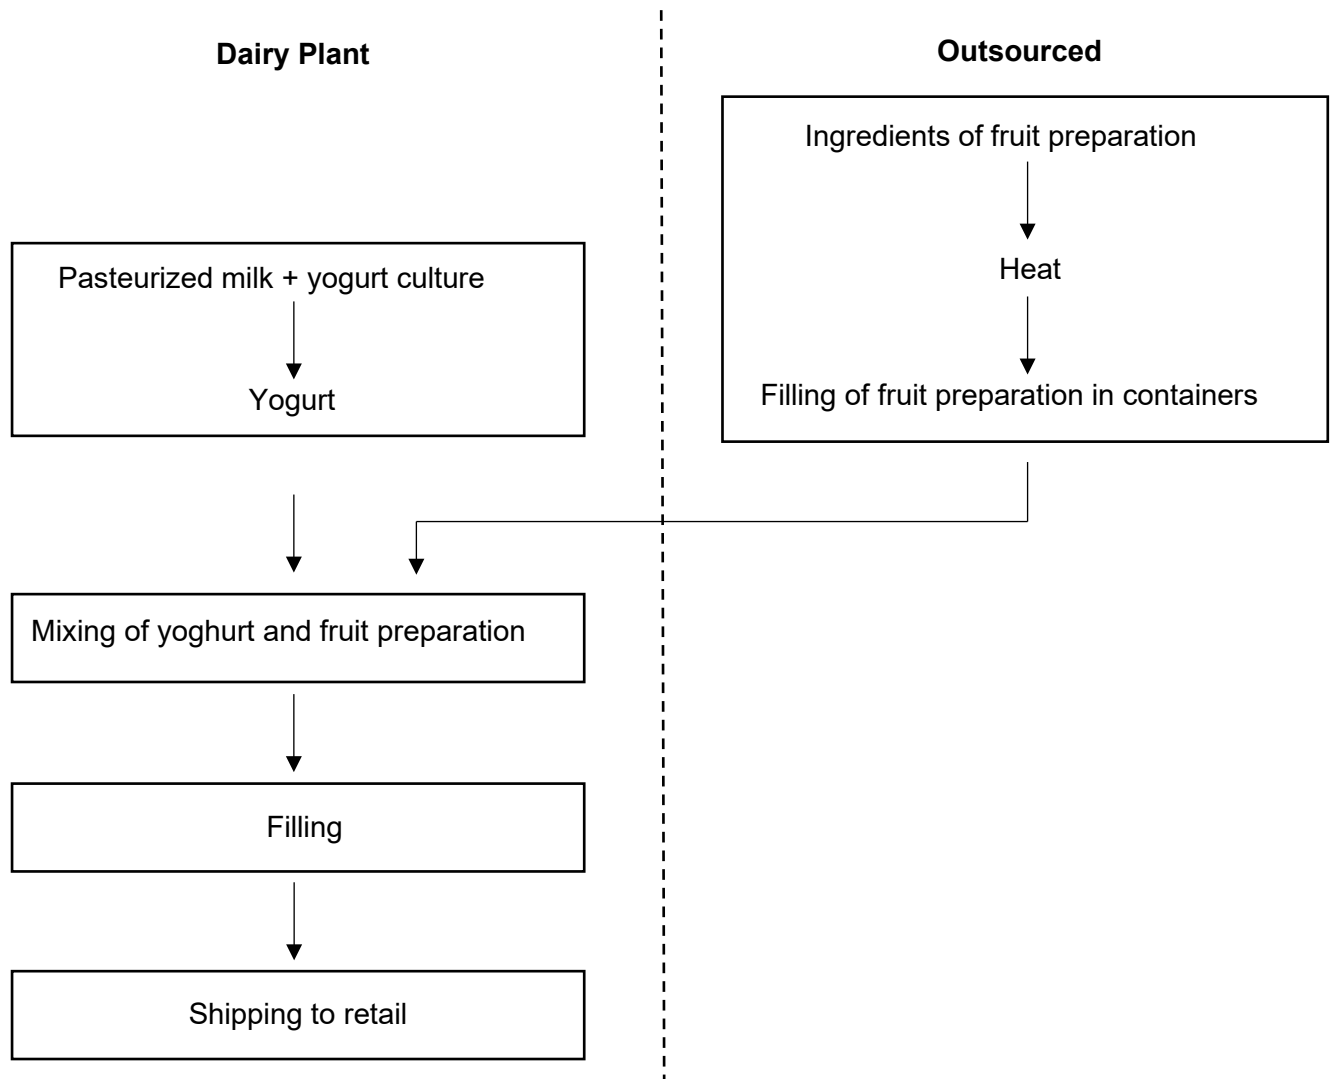 Dairy Plant
Outsourced
Ingredients of fruit preparation
Heat
Filling of fruit preparation in containers
Pasteurized milk + yogurt culture
Yogurt
Mixing of yoghurt and fruit preparation
Filling
Shipping to retail